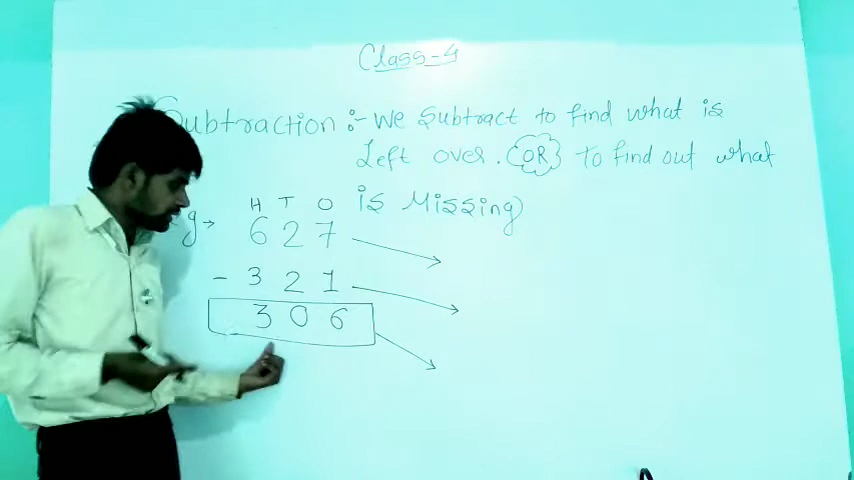 Class-4
Subtraction :- We Subtract to find what is
Left over. (OR) to find out what
is Missing
H T O
g → 6 2 7
- 3 2 1
3 0 6